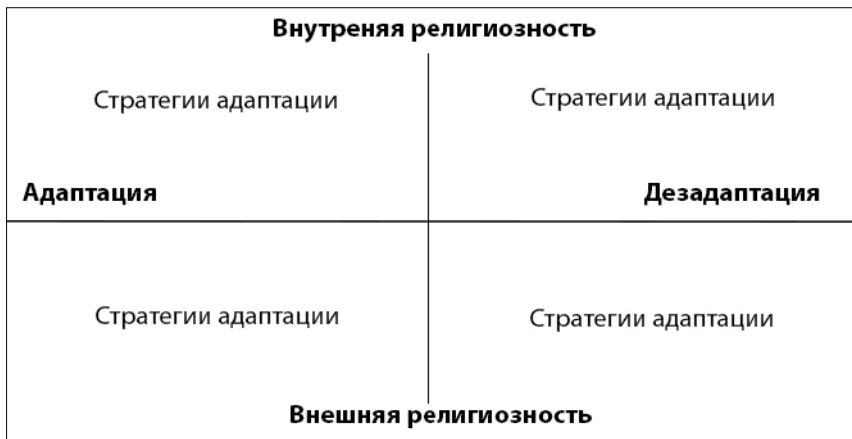 Внутреняя религиозность
Стратегии адаптации Стратегии адаптации
Адаптация Дезадаптация
Стратегии адаптации Стратегии адаптации
Внешняя религиозность